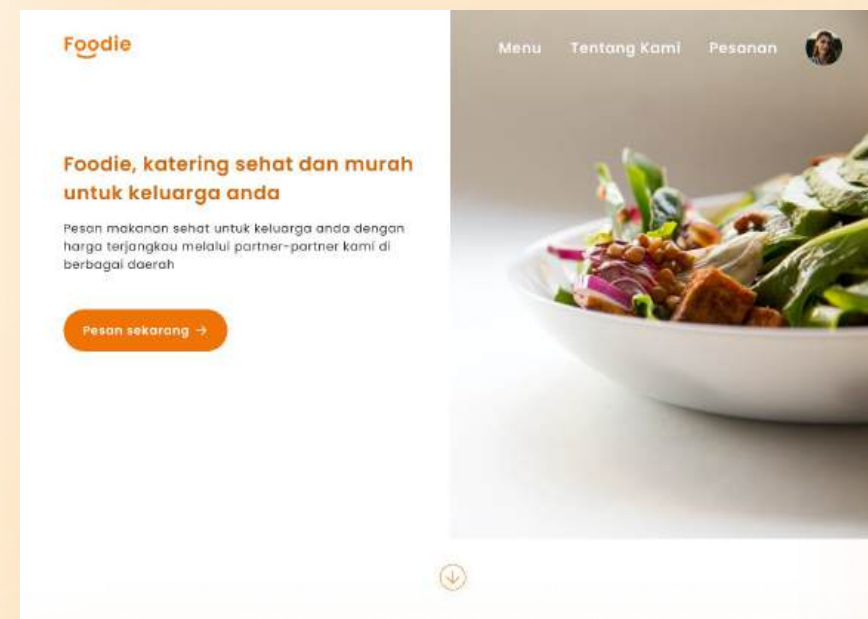 Foodie
Menu Tentang Kami Pesanan
Foodie, katering sehat dan murah
untuk keluarga anda
Pesan makanan sehat untuk keluarga anda dengan
harga terjangkau melalui partner-partner kami di
berbagai daerah
Pesan sekarang →